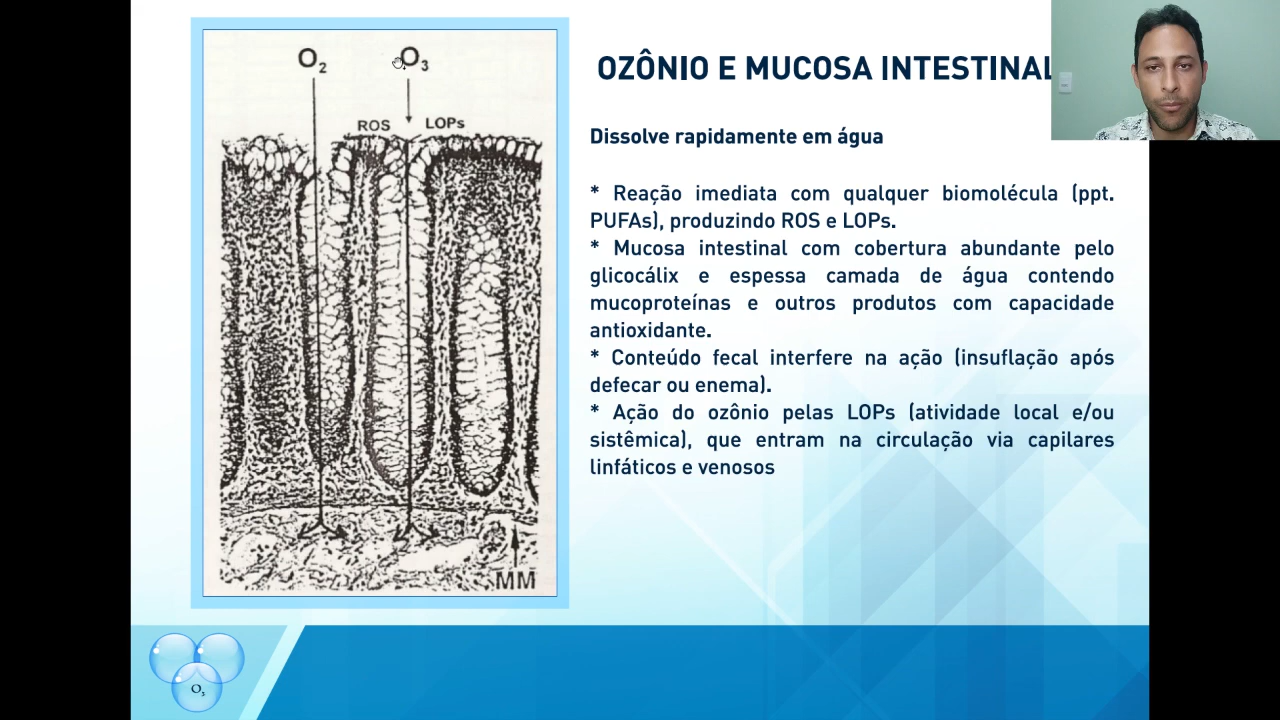 O2
O3
ROS
LOPs
MM
OZÔNIO E MUCOSA INTESTINAL
Dissolve rapidamente em água
* Reação imediata com qualquer biomolécula (ppt.
PUFAs), produzindo ROS e LOPs.
* Mucosa intestinal com cobertura abundante pelo
glicocálix e espessa camada de água contendo
mucoproteínas e outros produtos com capacidade
antioxidante.
* Conteúdo fecal interfere na ação (insuflação após
defecar ou enema).
* Ação do ozônio pelas LOPs (atividade local e/ou
sistêmica), que entram na circulação via capilares
linfáticos e venosos
O3